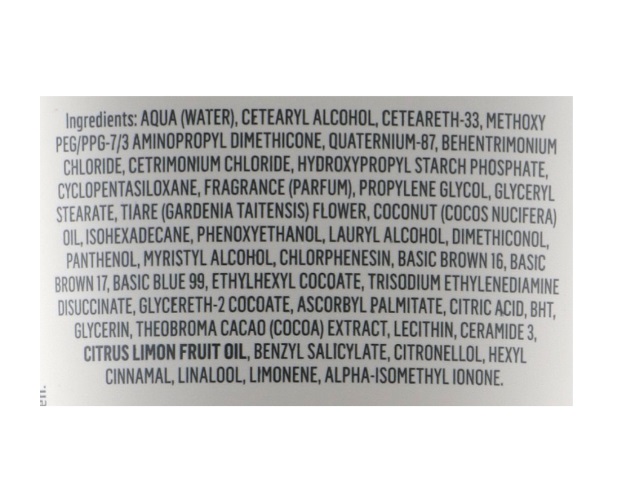 Ingredients: AQUA (WATER), CETEARYL ALCOHOL, CETEARETH-33, METHOXY
PEG/PPG-7/3 AMINOPROPYL DIMETHICONE, QUATERNIUM-87, BEHENTRIMONIUM
CHLORIDE, CETRIMONIUM CHLORIDE, HYDROXYPROPYL STARCH PHOSPHATE,
CYCLOPENTASILOXANE, FRAGRANCE (PARFUM), PROPYLENE GLYCOL, GLYCERYL
STEARATE, TIARE (GARDENIA TAITENSIS) FLOWER, COCONUT (COCOS NUCIFERA)
OIL, ISOHEXADECANE, PHENOXYETHANOL, LAURYL ALCOHOL, DIMETHICONOL,
PANTHENOL, MYRISTYL ALCOHOL, CHLORPHENESIN, BASIC BROWN 16, BASIC
BROWN 17, BASIC BLUE 99, ETHYLHEXYL COCOATE, TRISODIUM ETHYLENEDIAMINE
DISUCCINATE, GLYCERETH-2 COCOATE, ASCORBYL PALMITATE, CITRIC ACID, BHT,
GLYCERIN, THEOBROMA CACAO (COCOA) EXTRACT, LECITHIN, CERAMIDE 3,
CITRUS LIMON FRUIT OIL, BENZYL SALICYLATE, CITRONELLOL, HEXYL
CINNAMAL, LINALOOL, LIMONENE, ALPHA-ISOMETHYL IONONE.